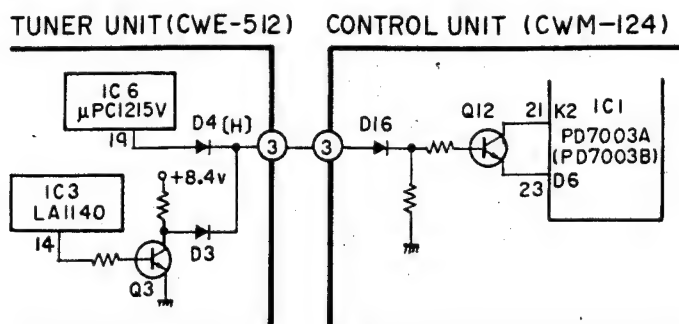 TUNER UNIT (CWE-512)
CONTROL UNIT (CWM-124)
IC 6
μPC1215V
19
D4 (H)
3
3
D16
Q12
21
K2
IC1
PD7003A
(PD7003B)
23
D6
+8.4v
IC3
LA1140
14
D3
Q3